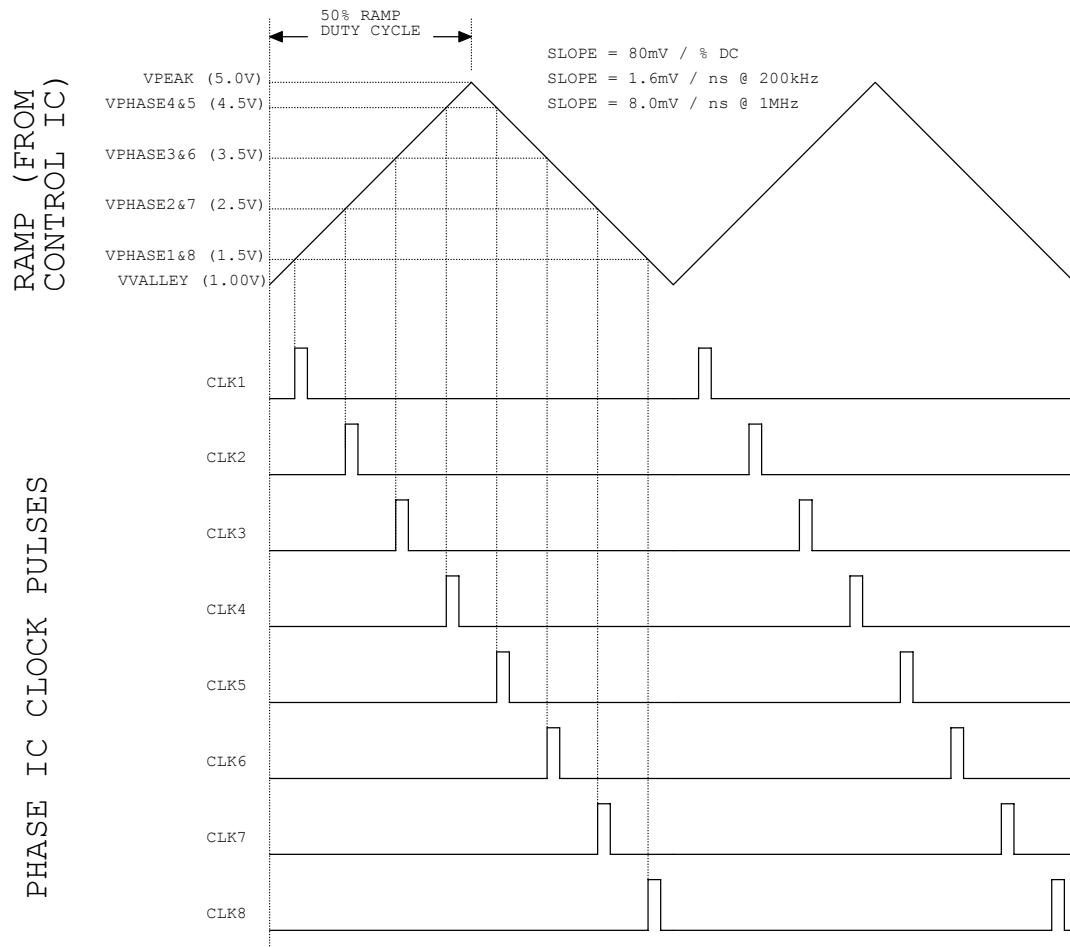 50% RAMP
DUTY CYCLE
SLOPE = 80mV / % DC
SLOPE = 1.6mV / ns @ 200kHz
SLOPE = 8.0mV / ns @ 1MHz
RAMP (FROM
CONTROL IC)
VPEAK (5.0V)
VPHASE4&5 (4.5V)
VPHASE3&6 (3.5V)
VPHASE2&7 (2.5V)
VPHASE1&8 (1.5V)
VVALLEY (1.00V)
PHASE IC CLOCK PULSES
CLK1
CLK2
CLK3
CLK4
CLK5
CLK6
CLK7
CLK8